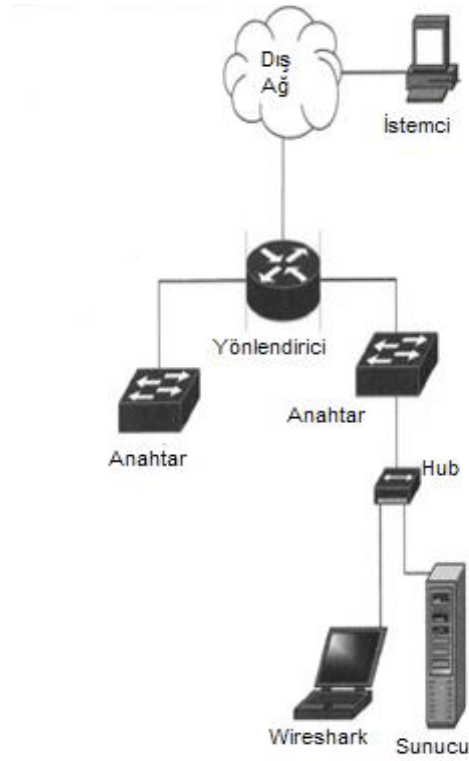 Dış
Ağ
İstemci
Yönlendirici
Anahtar
Anahtar
Hub
Wireshark
Sunucu